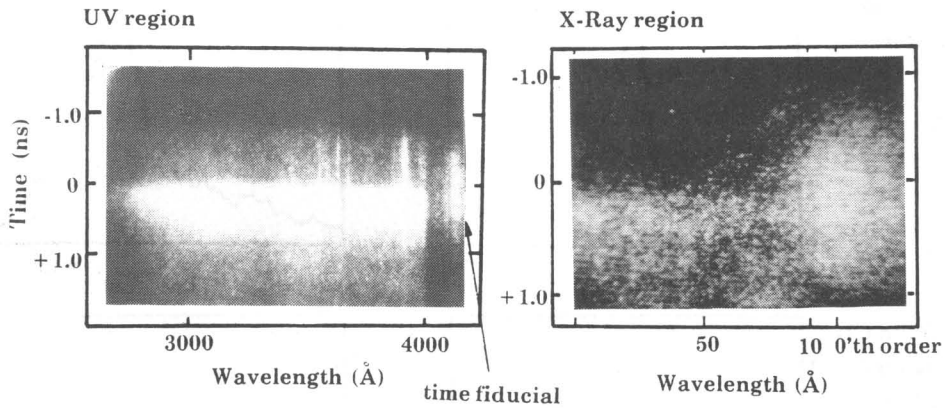 UV region
-1.0
0
+1.0
Time (ns)
3000
4000
Wavelength (Å)
time fiducial
X-Ray region
-1.0
0
+1.0
50
10
0'th order
Wavelength (Å)